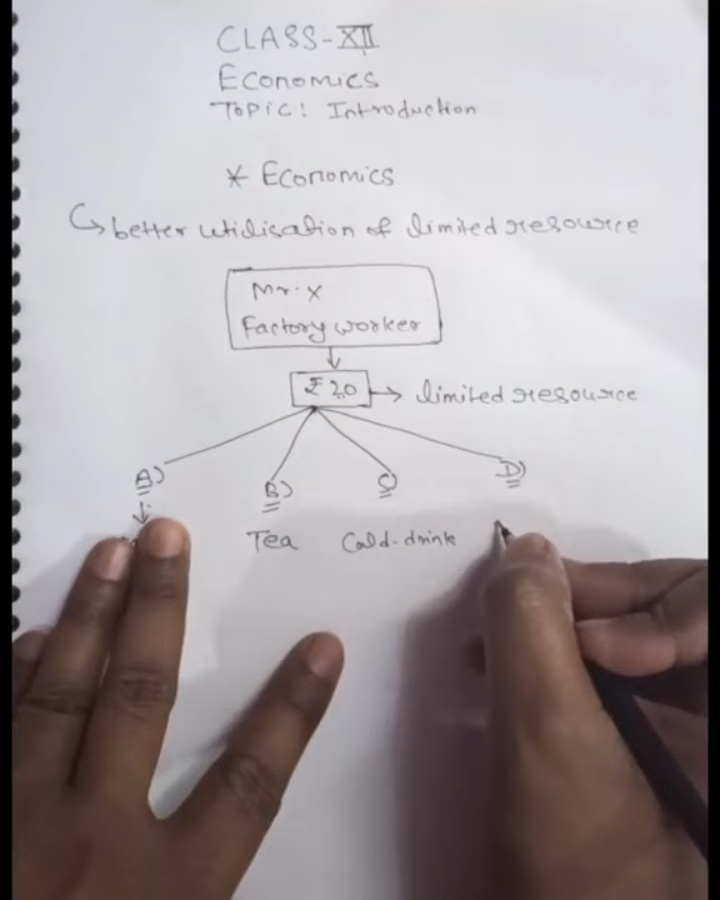 CLASS-XII
Economics
Topic: Introduction
* Economics
↳ better utilisation of limited resource
Mr. X
Factory worker
₹ 20 → limited resource
A) B) C) D)
Tea Cold-drink